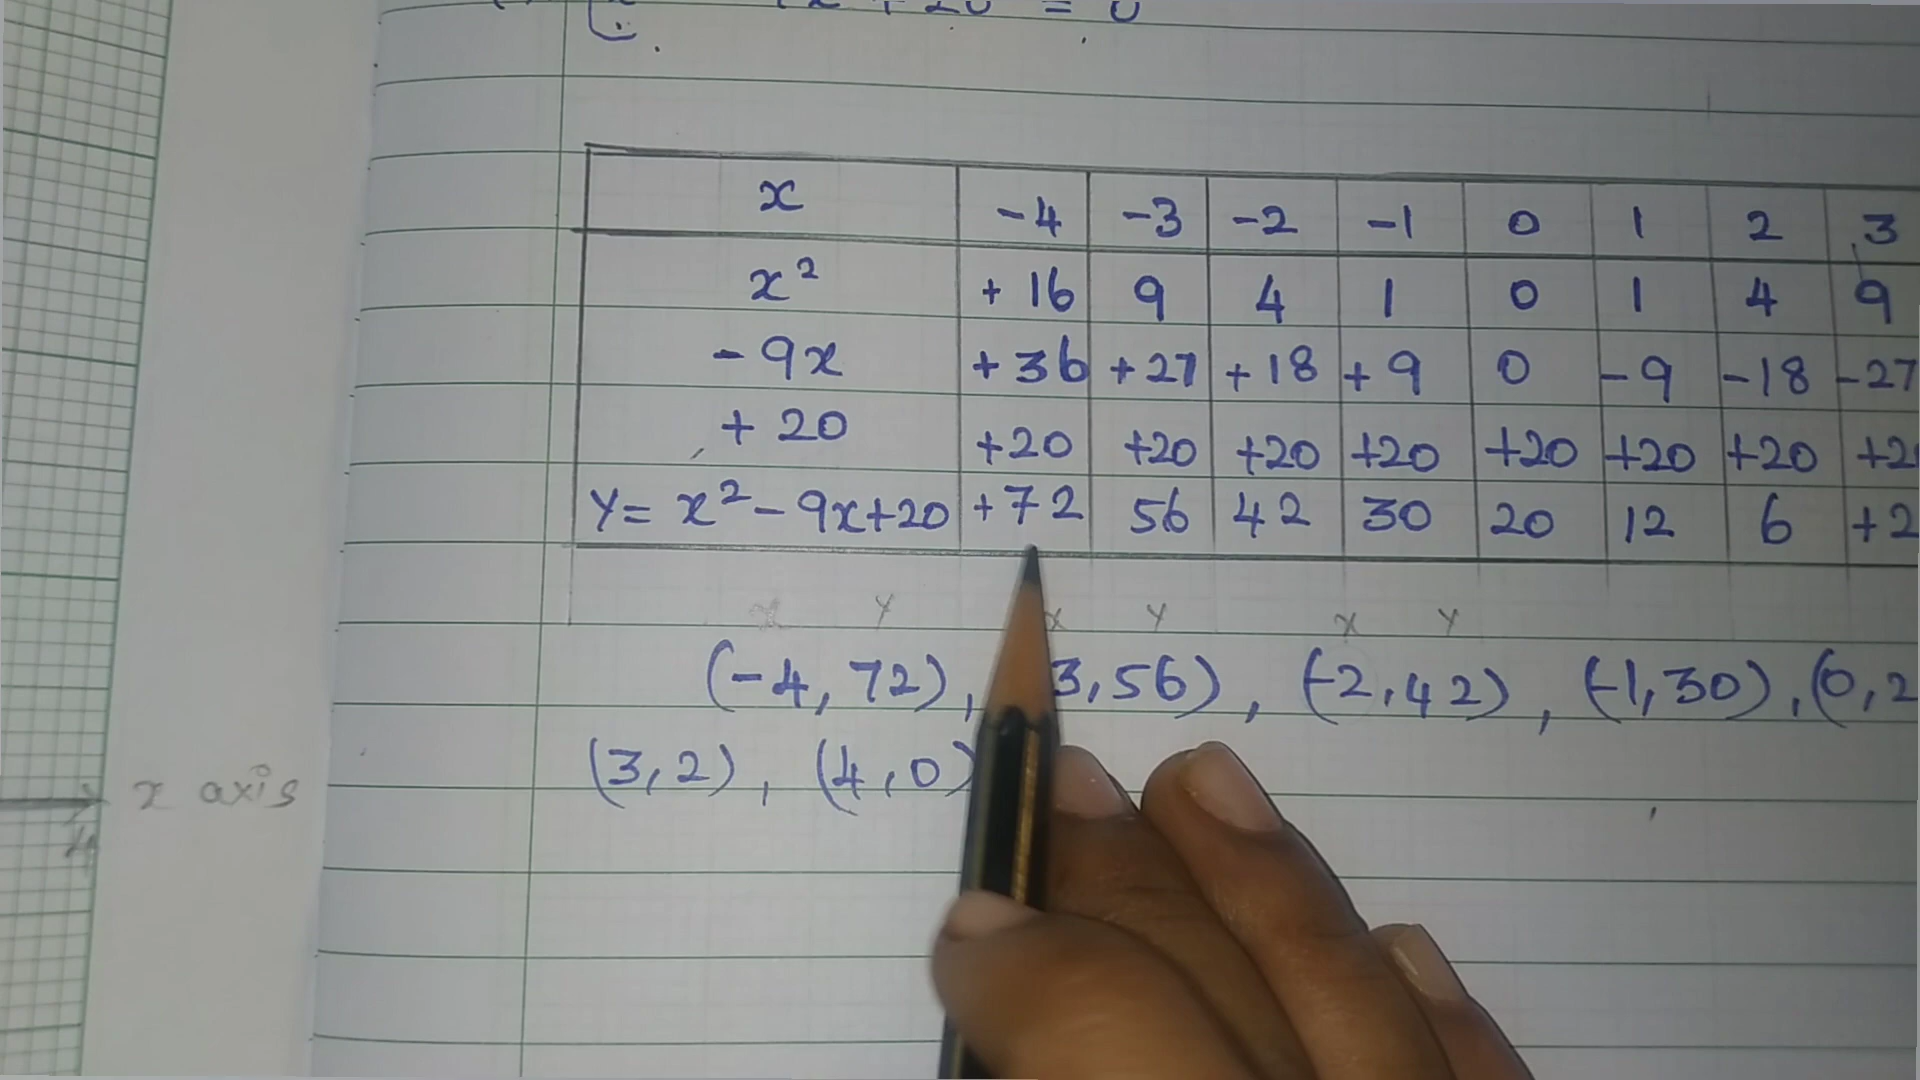 + 20 = 0
x -4 -3 -2 -1 0 1 2 3
x² + 16 9 4 1 0 1 4 9
- 9x + 36 + 27 + 18 + 9 0 - 9 - 18 - 27
+ 20 +20 +20 +20 +20 +20 +20 +20 +2
Y = x² - 9x + 20 + 72 56 42 30 20 12 6 + 2
x y x y x y
(-4, 72), 3, 56), (-2, 42), (-1, 30), (0, 2
(3, 2), (4, 0)
x axis